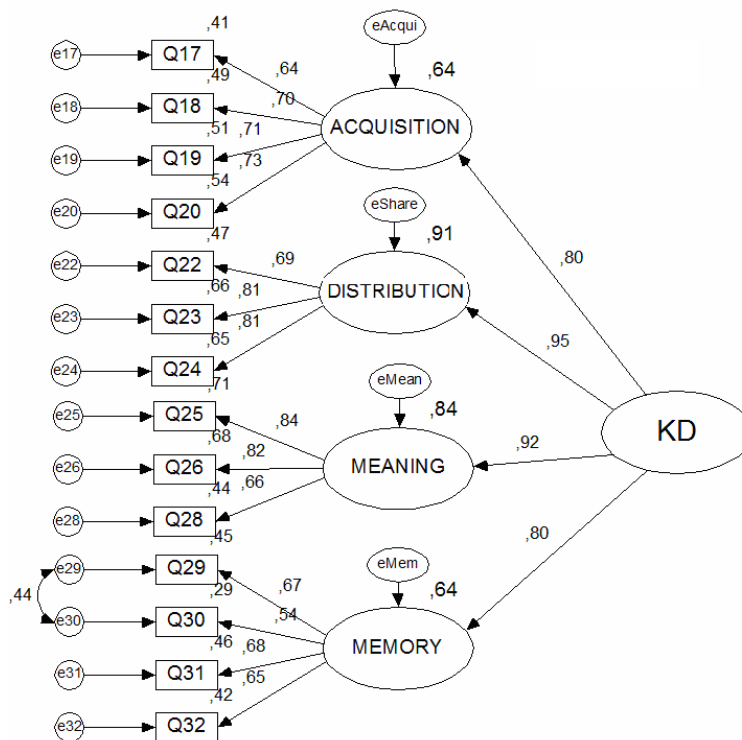 ,41
eAcqui
e17
Q17
,64
,64
,49
,70
e18
Q18
ACQUISITION
,51
,71
e19
Q19
,73
,54
eShare
e20
Q20
,47
,91
,80
e22
Q22
,69
,66
,81
DISTRIBUTION
e23
Q23
,81
,65
,95
e24
Q24
,71
eMean
e25
Q25
,84
,84
,68
,82
,92
KD
e26
Q26
MEANING
,44
,66
e28
Q28
,45
,80
e29
Q29
eMem
,44
,29
,67
,64
e30
Q30
,54
,46
,68
MEMORY
e31
Q31
,65
,42
e32
Q32